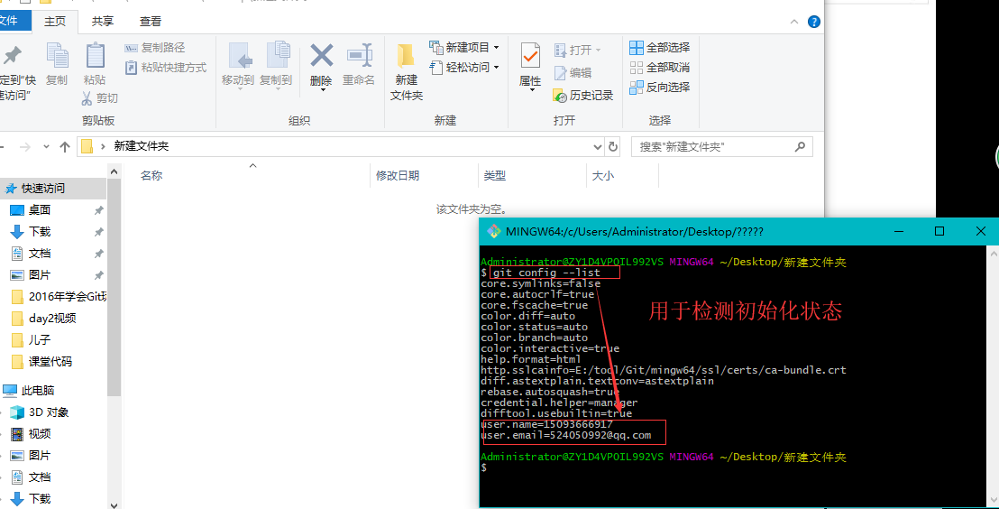 文件
主页
共享
查看
定到"快
速访问"
复制
粘贴
复制路径
粘贴快捷方式
剪切
剪贴板
移动到
复制到
删除
重命名
组织
新建
文件夹
新建项目
轻松访问
新建
属性
打开
编辑
历史记录
打开
全部选择
全部取消
反向选择
选择
新建文件夹
搜索"新建文件夹"
名称
修改日期
类型
大小
该文件夹为空。
快速访问
桌面
下载
文档
图片
2016年学会Git玩
day2视频
儿子
课堂代码
此电脑
3D 对象
视频
图片
文档
下载
MINGW64:/c/Users/Administrator/Desktop/?????
Administrator@ZY1D4VPOIL992VS MINGW64 ~/Desktop/新建文件夹
$ git config --list
core.symlinks=false
core.autocrlf=true
core.fscache=true
color.diff=auto
color.status=auto
color.branch=auto
color.interactive=true
help.format=html
http.sslcainfo=E:/tool/Git/mingw64/ssl/certs/ca-bundle.crt
diff.astextplain.textconv=astextplain
rebase.autosquash=true
credential.helper=manager
difftool.usebuiltin=true
user.name=15093666917
user.email=524050992@qq.com
用于检测初始化状态
Administrator@ZY1D4VPOIL992VS MINGW64 ~/Desktop/新建文件夹
$